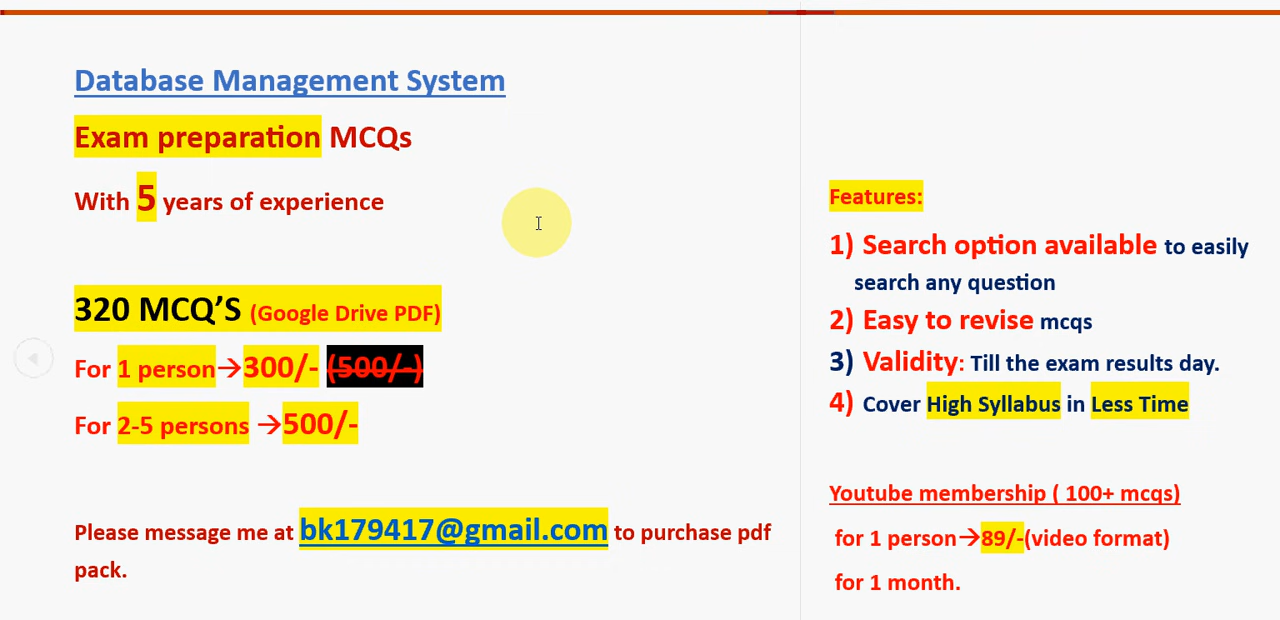 Database Management System
Exam preparation MCQs
With 5 years of experience
320 MCQ'S (Google Drive PDF)
For 1 person→300/- (500/-)
For 2-5 persons →500/-
Please message me at bk179417@gmail.com to purchase pdf
pack.
Features:
1) Search option available to easily
search any question
2) Easy to revise mcqs
3) Validity: Till the exam results day.
4) Cover High Syllabus in Less Time
Youtube membership ( 100+ mcqs)
for 1 person→89/-(video format)
for 1 month.